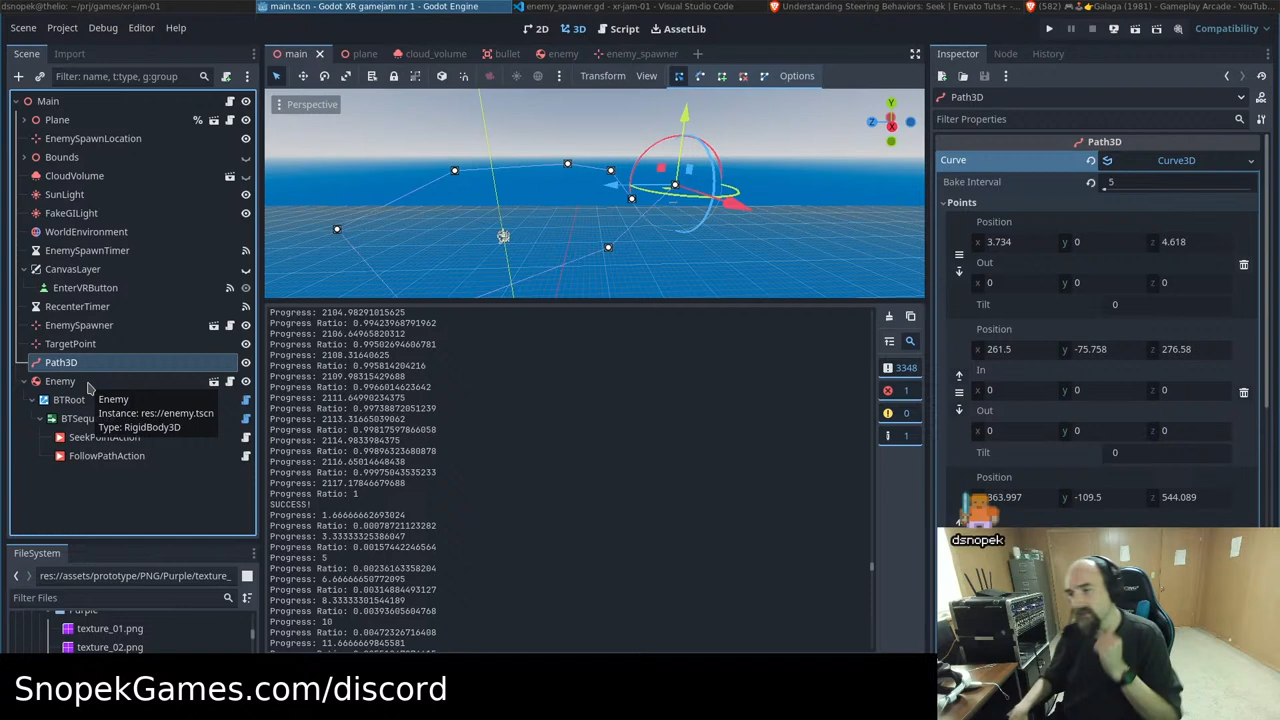 dsnopek@thelio: ~/prj/games/xr-jam-01
main.tscn - Godot XR gamejam nr 1 - Godot Engine
enemy_spawner.gd - Visual Studio Code
Understanding Steering Behaviors: Seek | Envato Tuts+ - ...
(582) Galaga (1981) - Gameplay Arcade - YouTu...
Scene Project Debug Editor Help
2D 3D Script AssetLib
Compatibility
Scene Import
main plane cloud_volume bullet enemy enemy_spawner
Inspector Node History
Filter: name, t:type, g:group
Transform View Options
Main
Plane
EnemySpawnLocation
Bounds
CloudVolume
SunLight
FakeGILight
WorldEnvironment
EnemySpawnTimer
CanvasLayer
EnterVRButton
RecenterTimer
EnemySpawner
TargetPoint
Path3D
Enemy
BTRoot
BTSequ
SeekPointAction
FollowPathAction
Enemy
Instance: res://enemy.tscn
Type: RigidBody3D
FileSystem
res://assets/prototype/PNG/Purple/texture_
Filter Files
Purple
texture_01.png
texture_02.png
Perspective
Y
Z
X
Progress: 2104.98291015625
Progress Ratio: 0.99423968791962
Progress: 2106.64965820312
Progress Ratio: 0.99502694606781
Progress: 2108.31640625
Progress Ratio: 0.995814204216
Progress: 2109.98315429688
Progress Ratio: 0.9966014623642
Progress: 2111.64990234375
Progress Ratio: 0.99738872051239
Progress: 2113.31665039062
Progress Ratio: 0.99817597866058
Progress: 2114.9833984375
Progress Ratio: 0.99896323680878
Progress: 2116.65014648438
Progress Ratio: 0.99975043535233
Progress: 2117.17846679688
Progress Ratio: 1
SUCCESS!
Progress: 1.66666662693024
Progress Ratio: 0.00078721123282
Progress: 3.33333325386047
Progress Ratio: 0.00157442246564
Progress: 5
Progress Ratio: 0.00236163358204
Progress: 6.66666650772095
Progress Ratio: 0.00314884493127
Progress: 8.33333301544189
Progress Ratio: 0.00393605604768
Progress: 10
Progress Ratio: 0.00472326716408
Progress: 11.6666669845581
3348
1
0
1
Path3D
Filter Properties
Path3D
Curve Curve3D
Bake Interval 5
Points
Position
x 3.734 y 0 z 4.618
Out
x 0 y 0 z 0
Tilt 0
Position
x 261.5 y -75.758 z 276.58
In
x 0 y 0 z 0
Out
x 0 y 0 z 0
Tilt 0
Position
363.997 y -109.5 z 544.089
dsnopek
SnopekGames.com/discord